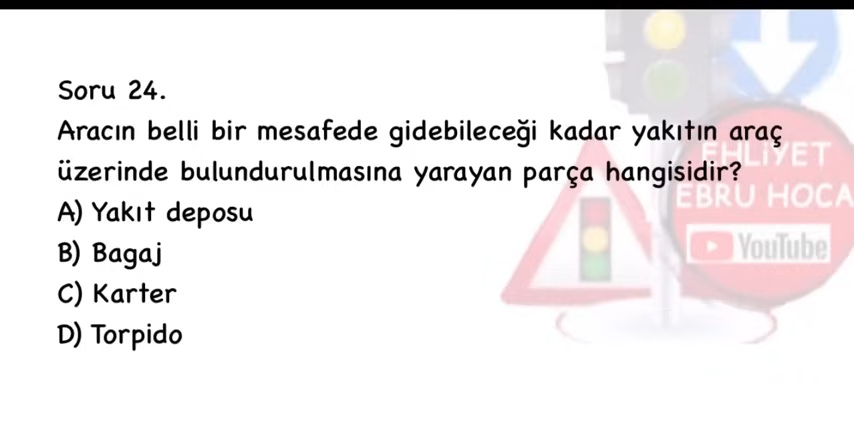 Soru 24.
Aracın belli bir mesafede gidebileceği kadar yakıtın araç
üzerinde bulundurulmasına yarayan parça hangisidir?
A) Yakıt deposu
B) Bagaj
C) Karter
D) Torpido
EHLİYET
EBRU HOCA
YouTube